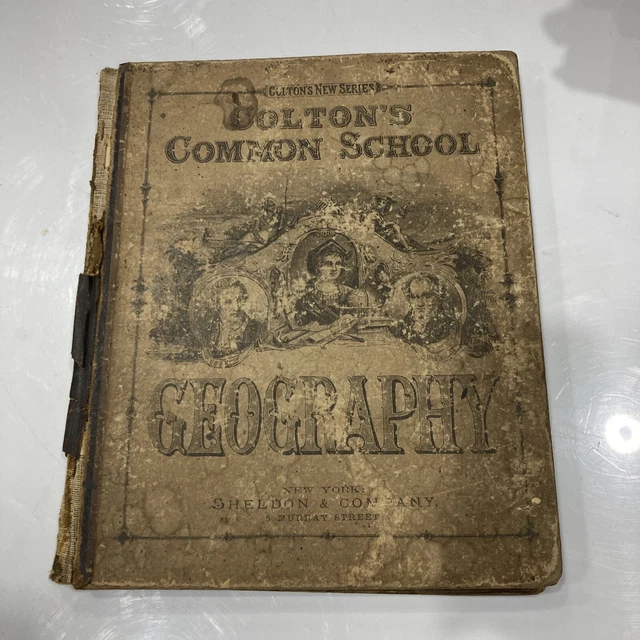 COLTON'S NEW SERIES
COLTON'S
COMMON SCHOOL
GEOGRAPHY
NEW YORK:
SHELDON & COMPANY,
8 MURRAY STREET.